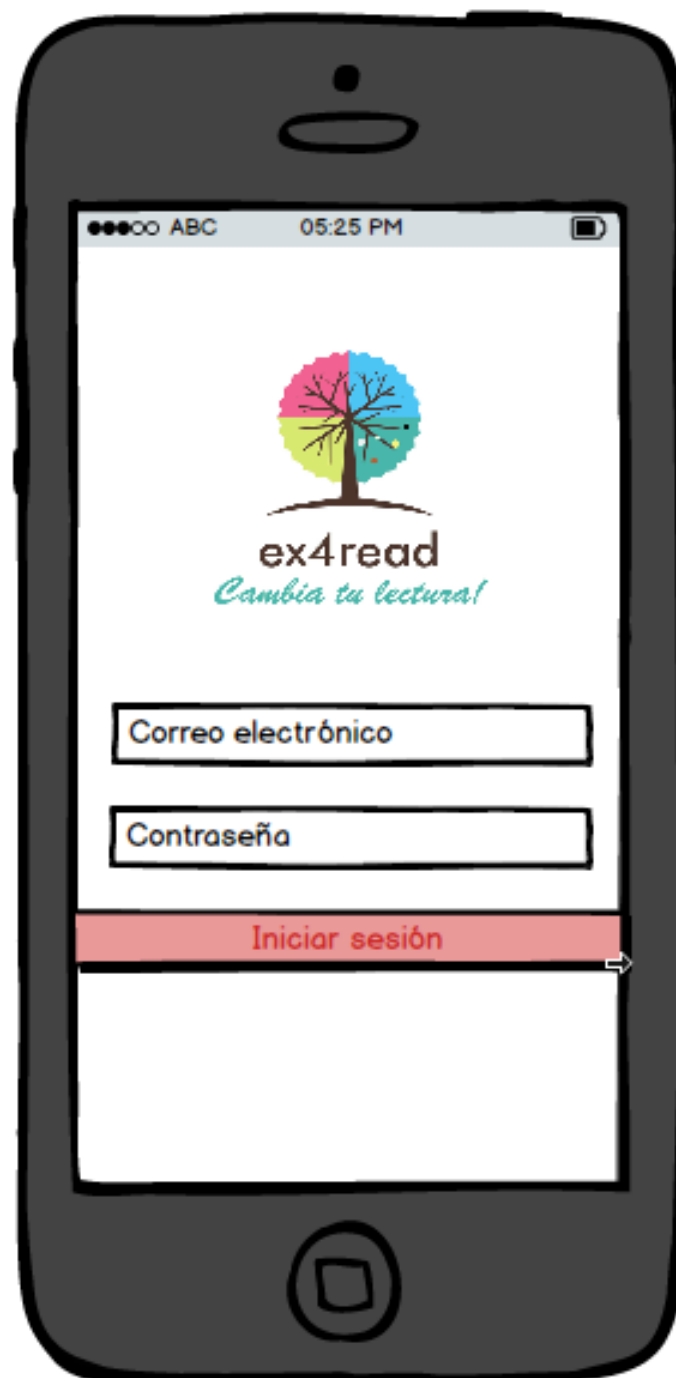 ABC 05:25 PM
ex4read
Cambia tu lectura!
Correo electrónico
Contraseña
Iniciar sesión